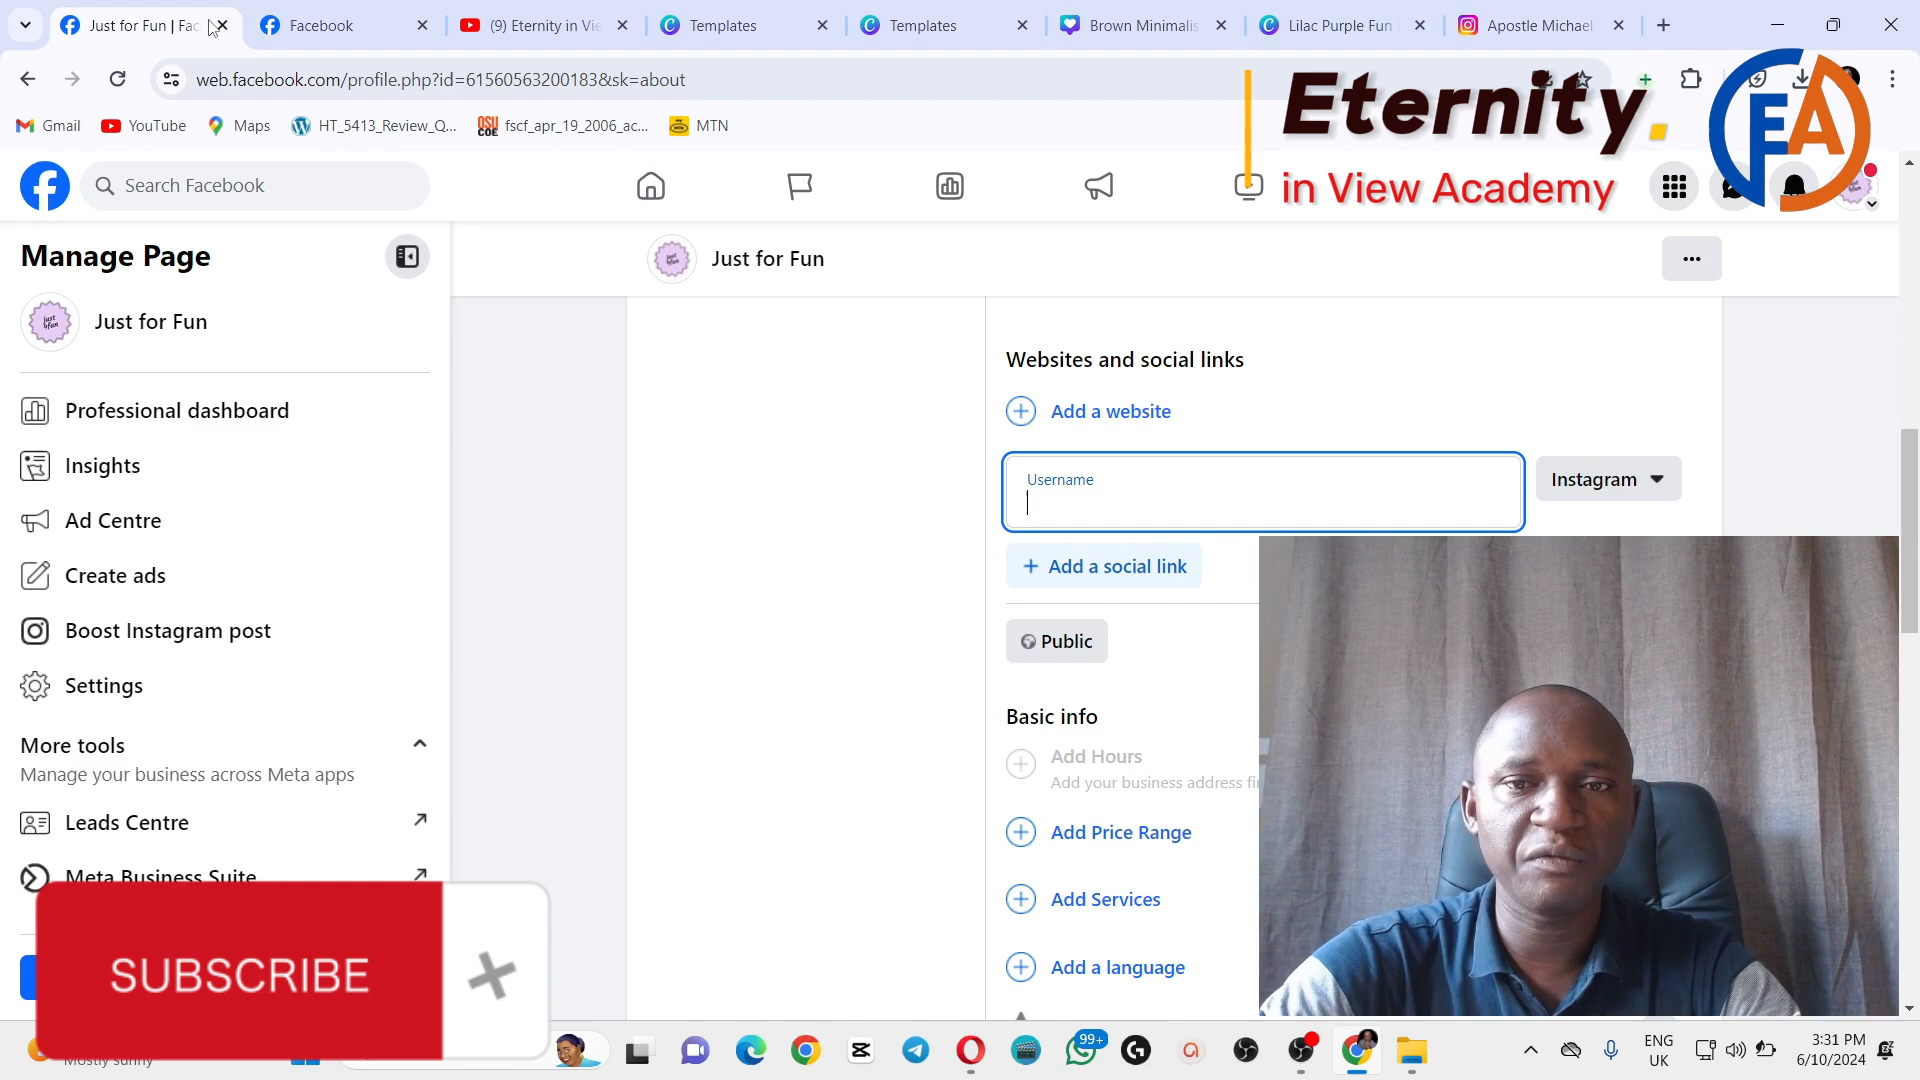 Just for Fun | Fac
Facebook
(9) Eternity in Vie
Templates
Templates
Brown Minimalis
Lilac Purple Fun
Apostle Michael
web.facebook.com/profile.php?id=61560563200183&sk=about
Gmail
YouTube
Maps
HT_5413_Review_Q...
fscf_apr_19_2006_ac...
MTN
Eternity.
in View Academy
Search Facebook
Manage Page
Just for Fun
Just for Fun
Professional dashboard
Insights
Ad Centre
Create ads
Boost Instagram post
Settings
More tools
Manage your business across Meta apps
Leads Centre
Meta Business Suite
Websites and social links
Add a website
Username
Instagram
+ Add a social link
Public
Basic info
Add Hours
Add your business address fi
Add Price Range
Add Services
Add a language
SUBSCRIBE
Mostly sunny
99+
ENG
UK
3:31 PM
6/10/2024